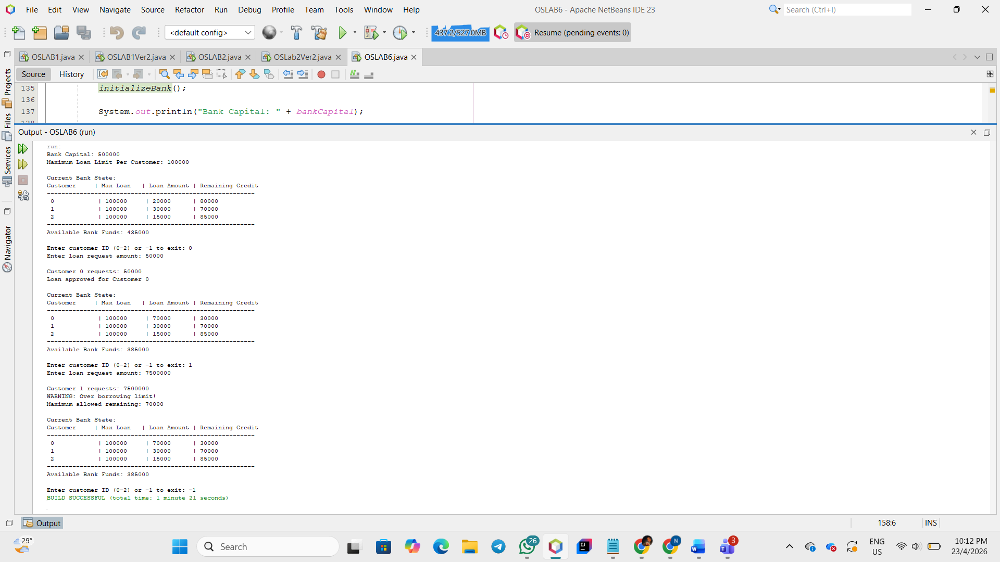 File Edit View Navigate Source Refactor Run Debug Profile Team Tools Window Help
OSLAB6 - Apache NetBeans IDE 23
Search (Ctrl+I)
<default config>
437.2/527.0MB
Resume (pending events: 0)
OSLAB1.java
OSLAB1Ver2.java
OSLAB2.java
OSLab2Ver2.java
OSLAB6.java
Source History
Projects
Files
Services
Navigator
135 initializeBank();
136
137 System.out.println("Bank Capital: " + bankCapital);
138
Output - OSLAB6 (run)
run:
Bank Capital: 500000
Maximum Loan Limit Per Customer: 100000
Current Bank State:
Customer | Max Loan | Loan Amount | Remaining Credit
---------------------------------------------------------
0 | 100000 | 20000 | 80000
1 | 100000 | 30000 | 70000
2 | 100000 | 15000 | 85000
---------------------------------------------------------
Available Bank Funds: 435000
Enter customer ID (0-2) or -1 to exit: 0
Enter loan request amount: 50000
Customer 0 requests: 50000
Loan approved for Customer 0
Current Bank State:
Customer | Max Loan | Loan Amount | Remaining Credit
---------------------------------------------------------
0 | 100000 | 70000 | 30000
1 | 100000 | 30000 | 70000
2 | 100000 | 15000 | 85000
---------------------------------------------------------
Available Bank Funds: 385000
Enter customer ID (0-2) or -1 to exit: 1
Enter loan request amount: 7500000
Customer 1 requests: 7500000
WARNING: Over borrowing limit!
Maximum allowed remaining: 70000
Current Bank State:
Customer | Max Loan | Loan Amount | Remaining Credit
---------------------------------------------------------
0 | 100000 | 70000 | 30000
1 | 100000 | 30000 | 70000
2 | 100000 | 15000 | 85000
---------------------------------------------------------
Available Bank Funds: 385000
Enter customer ID (0-2) or -1 to exit: -1
BUILD SUCCESSFUL (total time: 1 minute 21 seconds)
Output
158:6 INS
29°
Search
26
N
3
ENG
US
10:12 PM
23/4/2026